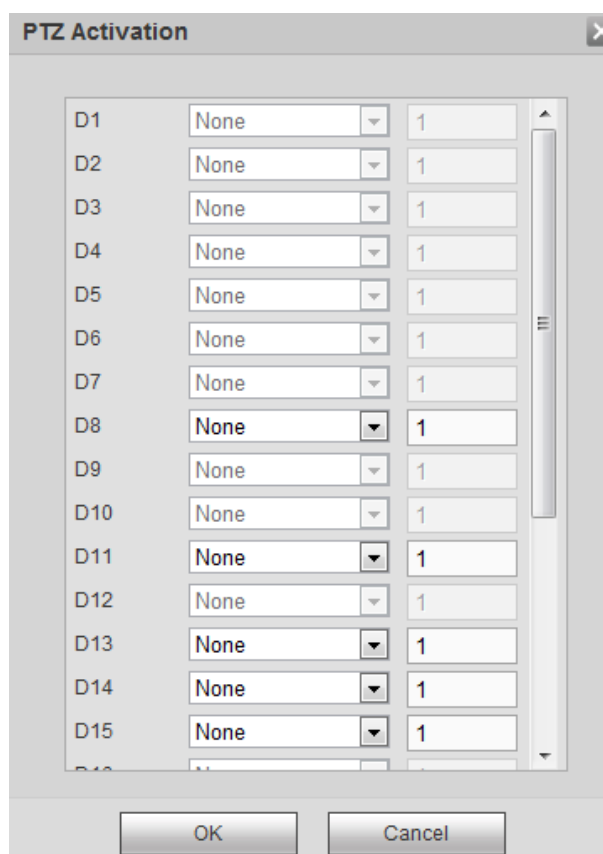 PTZ Activation
D1 None 1
D2 None 1
D3 None 1
D4 None 1
D5 None 1
D6 None 1
D7 None 1
D8 None 1
D9 None 1
D10 None 1
D11 None 1
D12 None 1
D13 None 1
D14 None 1
D15 None 1
OK Cancel